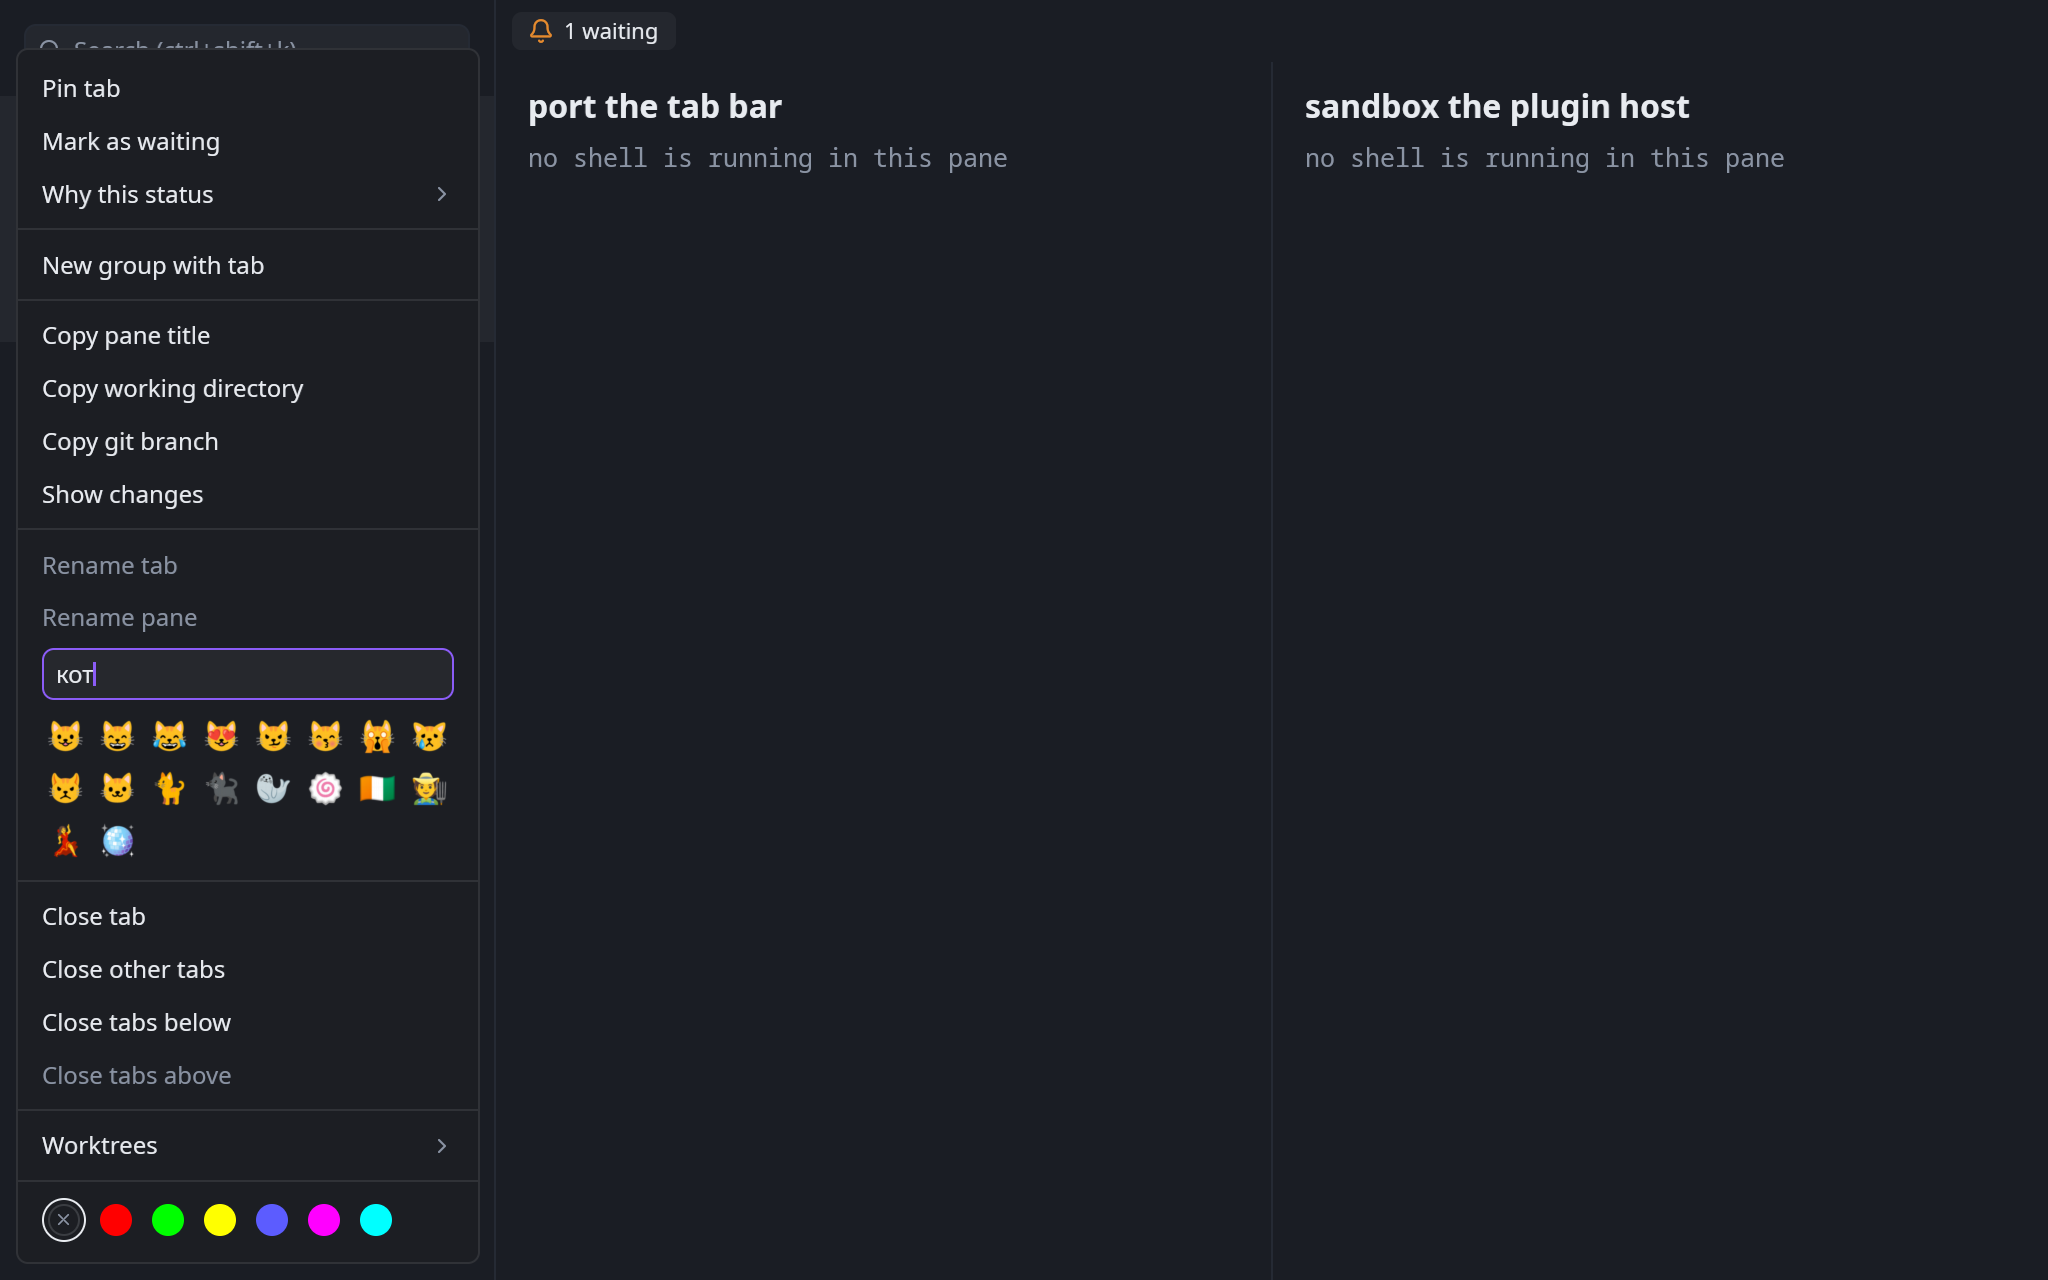 Search (ctrl+shift+k)
1 waiting
Pin tab
Mark as waiting
Why this status
New group with tab
Copy pane title
Copy working directory
Copy git branch
Show changes
Rename tab
Rename pane
кот
Close tab
Close other tabs
Close tabs below
Close tabs above
Worktrees
port the tab bar
no shell is running in this pane
sandbox the plugin host
no shell is running in this pane